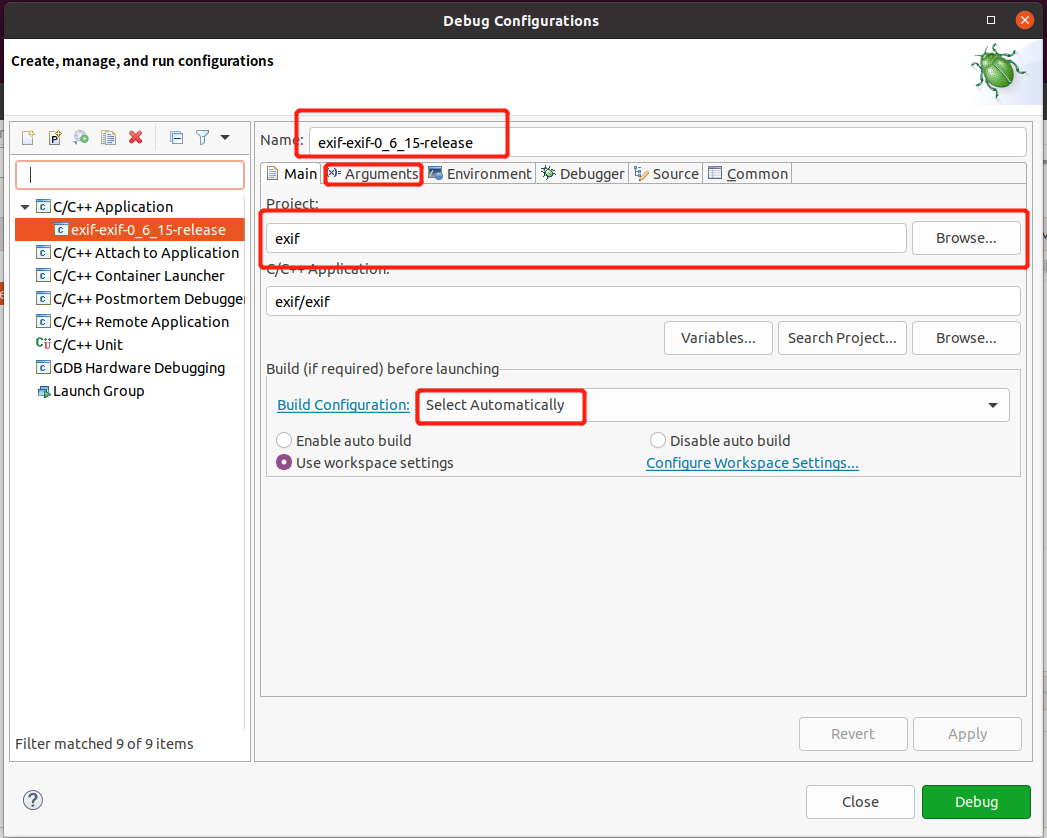 Debug Configurations
Create, manage, and run configurations
Name: exif-exif-0_6_15-release
Main Arguments Environment Debugger Source Common
C/C++ Application
exif-exif-0_6_15-release
C/C++ Attach to Application
C/C++ Container Launcher
C/C++ Postmortem Debugger
C/C++ Remote Application
C/C++ Unit
GDB Hardware Debugging
Launch Group
Filter matched 9 of 9 items
Project:
exif
Browse...
C/C++ Application:
exif/exif
Variables... Search Project... Browse...
Build (if required) before launching
Build Configuration: Select Automatically
Enable auto build Disable auto build
Use workspace settings Configure Workspace Settings...
Revert Apply
Close Debug